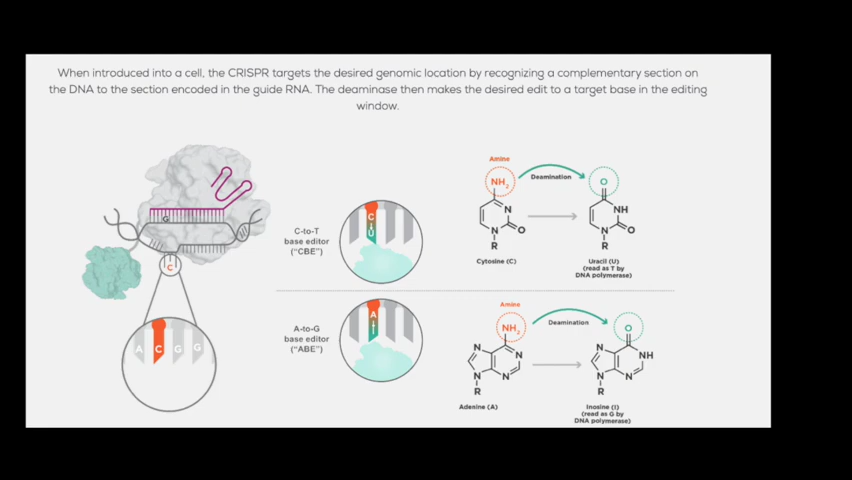 When introduced into a cell, the CRISPR targets the desired genomic location by recognizing a complementary section on
the DNA to the section encoded in the guide RNA. The deaminase then makes the desired edit to a target base in the editing
window.
G
C
A C G G
C-to-T
base editor
("CBE")
C
U
Amine
NH2
Deamination
O
N
N
O
R
NH
N
O
R
Cytosine (C)
Uracil (U)
(read as T by
DNA polymerase)
A-to-G
base editor
("ABE")
A
I
Amine
NH2
Deamination
O
N
N
N
N
R
N
NH
N
N
R
Adenine (A)
Inosine (I)
(read as G by
DNA polymerase)